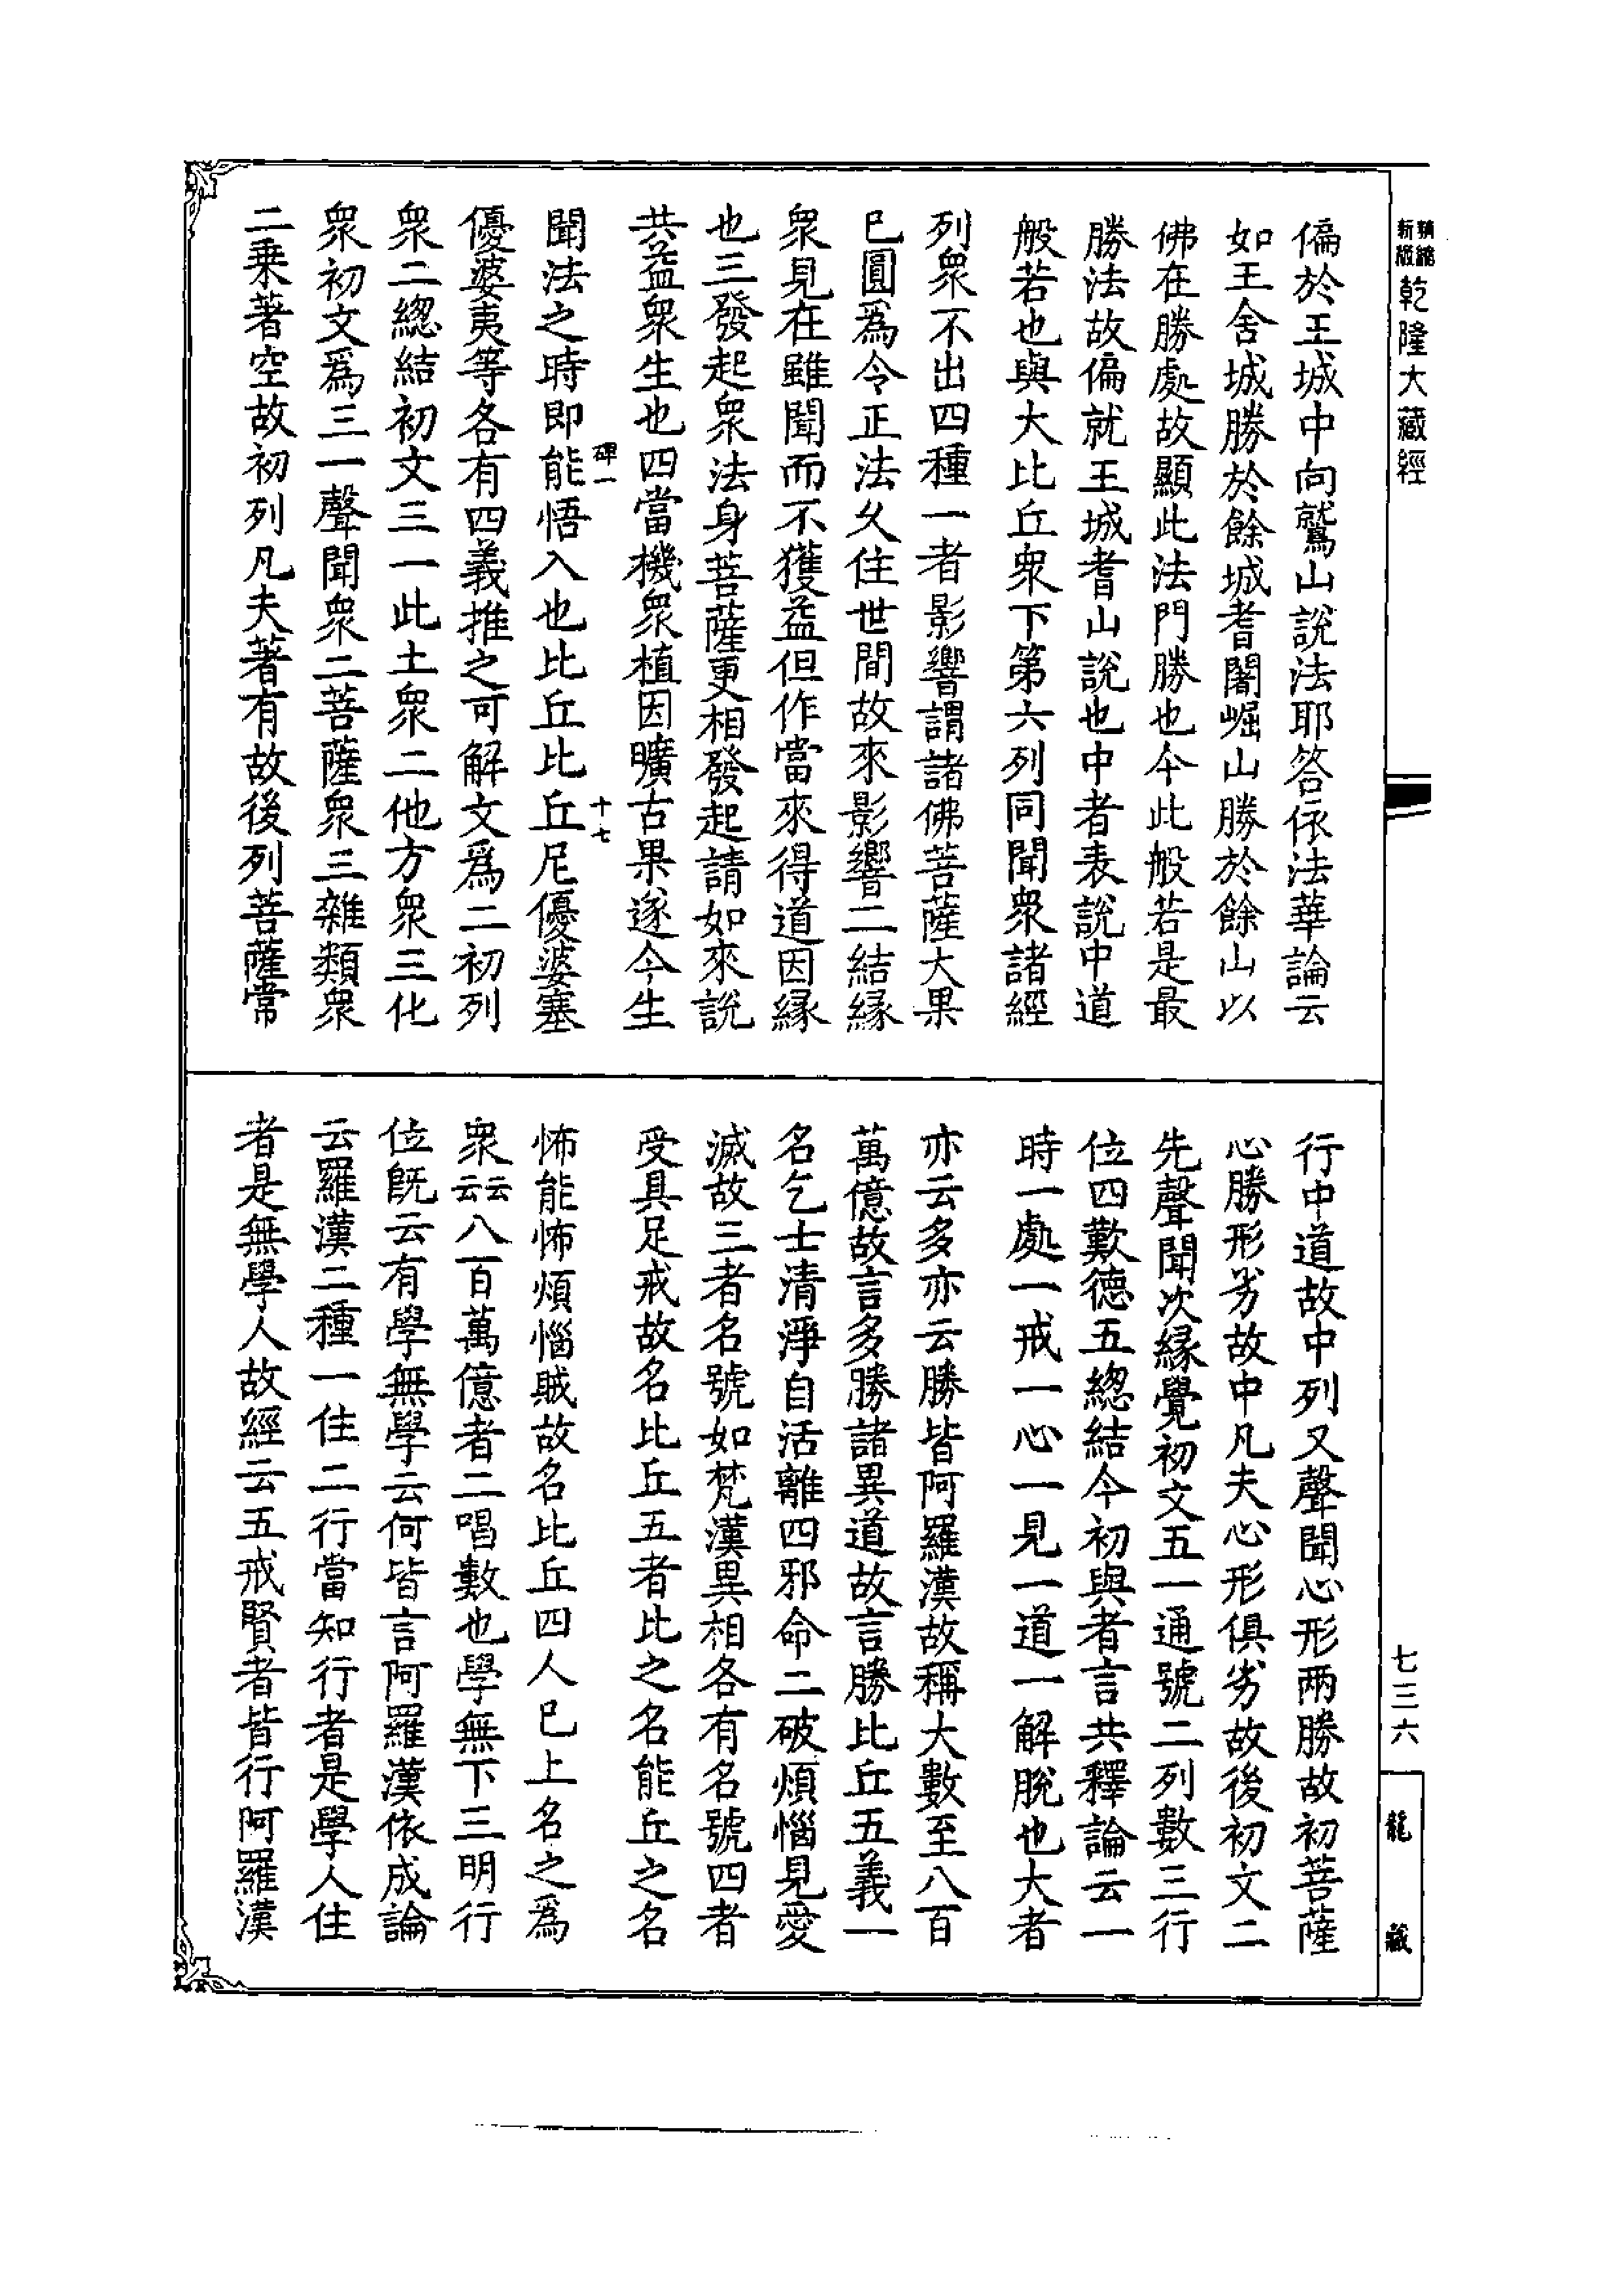 新編縮版乾隆大藏經
偏於王城中向鷲山說法耶答依法華論云
如王舍城勝於餘城耆闍崛山勝於餘山以
佛在勝處故顯此法門勝也今此般若是最
勝法故偏就王城耆山說也中者表說中道
般若也與大比丘衆下第六列同聞衆諸經
列衆不出四種一者影響謂諸佛菩薩大果
已圓爲令正法久住世間故來影響二結緣
衆見在雖聞而不獲益但作當來得道因緣
也三發起衆法身菩薩更相發起請如來說
共益衆生也四當機衆植因曠古果逐今生
碑一
十七
聞法之時即能悟入也比丘比丘尼優婆塞
優婆夷等各有四義推之可解文爲二初列
衆二總結初文三一此土衆二他方衆三化
衆初文爲三一聲聞衆二菩薩衆三雜類衆
二乗著空故初列凡夫著有故後列菩薩常
行中道故中列又聲聞心形兩勝故初菩薩
心勝形劣故中凡夫心形俱劣故後初文二
先聲聞次緣覺初文五一通號二列數三行
位四歎德五總結今初與者言共釋論云一
時一處一戒一心一見一道一解脫也大者
亦云多亦云勝皆阿羅漢故稱大數至八百
萬億故言多勝諸異道故言勝比丘五義一
名乞士清淨自活離四邪命二破煩惱見愛
滅故三者名號如梵漢異相各有名號四者
受具足戒故名比丘五者比之名能丘之名
怖能怖煩惱賊故名比丘四人已上名之爲
衆云云八百萬億者二唱數也學無下三明行
位旣云有學無學云何皆言阿羅漢依成論
云羅漢二種一住二行當知行者是學人住
者是無學人故經云五戒賢者皆行阿羅漢
七三六
龍藏